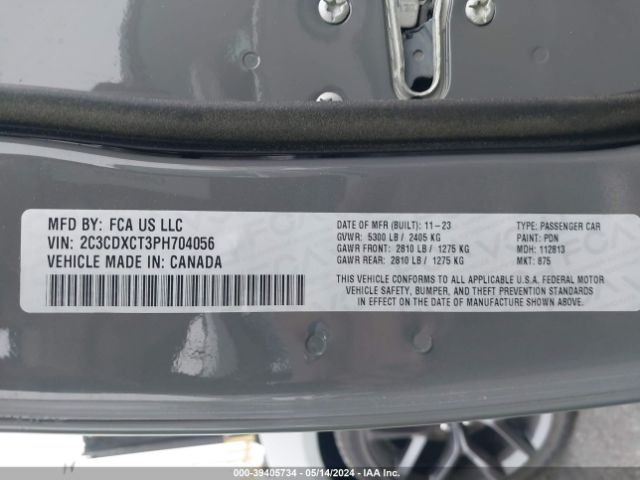 MFD BY: FCA US LLC
VIN: 2C3CDXCT3PH704056
VEHICLE MADE IN: CANADA
DATE OF MFR (BUILT): 11-23
GVWR: 5300 LB / 2405 KG
GAWR FRONT: 2810 LB / 1275 KG
GAWR REAR: 2810 LB / 1275 KG
TYPE: PASSENGER CAR
PAINT: PDN
MDH: 112813
MKT: 875
THIS VEHICLE CONFORMS TO ALL APPLICABLE U.S.A. FEDERAL MOTOR
VEHICLE SAFETY, BUMPER, AND THEFT PREVENTION STANDARDS
IN EFFECT ON THE DATE OF MANUFACTURE SHOWN ABOVE.
000-39405734 - 05/14/2024 - IAAI.COM